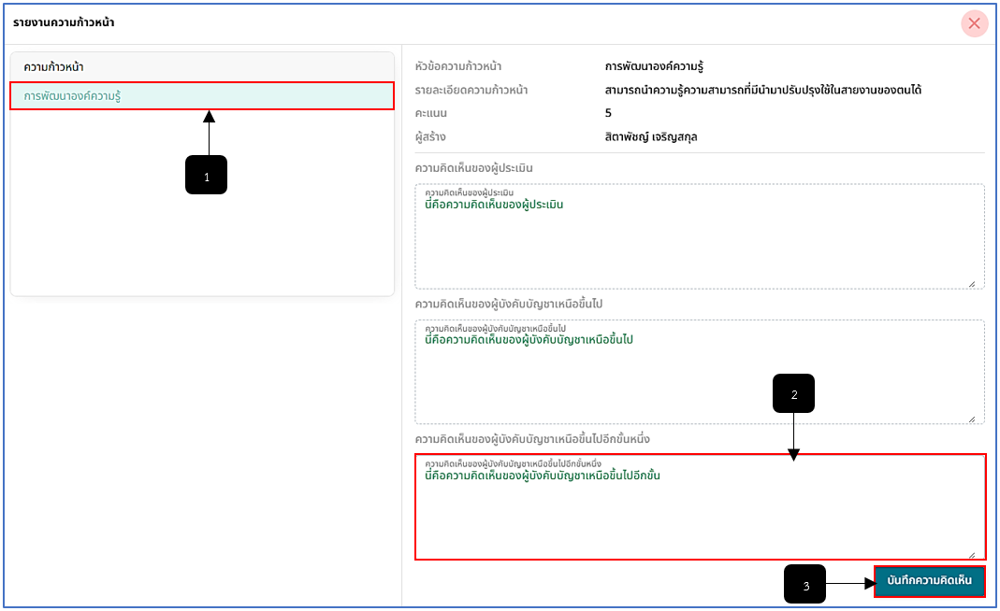 รายงานความก้าวหน้า
ความก้าวหน้า
การพัฒนาองค์ความรู้
1
หัวข้อความก้าวหน้า การพัฒนาองค์ความรู้
รายละเอียดความก้าวหน้า สามารถนำความรู้ความสามารถที่มีนำมาปรับปรุงใช้ในสายงานของตนได้
คะแนน 5
ผู้สร้าง สิตาพัชญ์ เจริญสกุล
ความคิดเห็นของผู้ประเมิน
ความคิดเห็นของผู้ประเมิน
นี่คือความคิดเห็นของผู้ประเมิน
ความคิดเห็นของผู้บังคับบัญชาเหนือขึ้นไป
ความคิดเห็นของผู้บังคับบัญชาเหนือขึ้นไป
นี่คือความคิดเห็นของผู้บังคับบัญชาเหนือขึ้นไป
2
ความคิดเห็นของผู้บังคับบัญชาเหนือขึ้นไปอีกขั้นหนึ่ง
ความคิดเห็นของผู้บังคับบัญชาเหนือขึ้นไปอีกขั้นหนึ่ง
นี่คือความคิดเห็นของผู้บังคับบัญชาเหนือขึ้นไปอีกขั้น
3
บันทึกความคิดเห็น